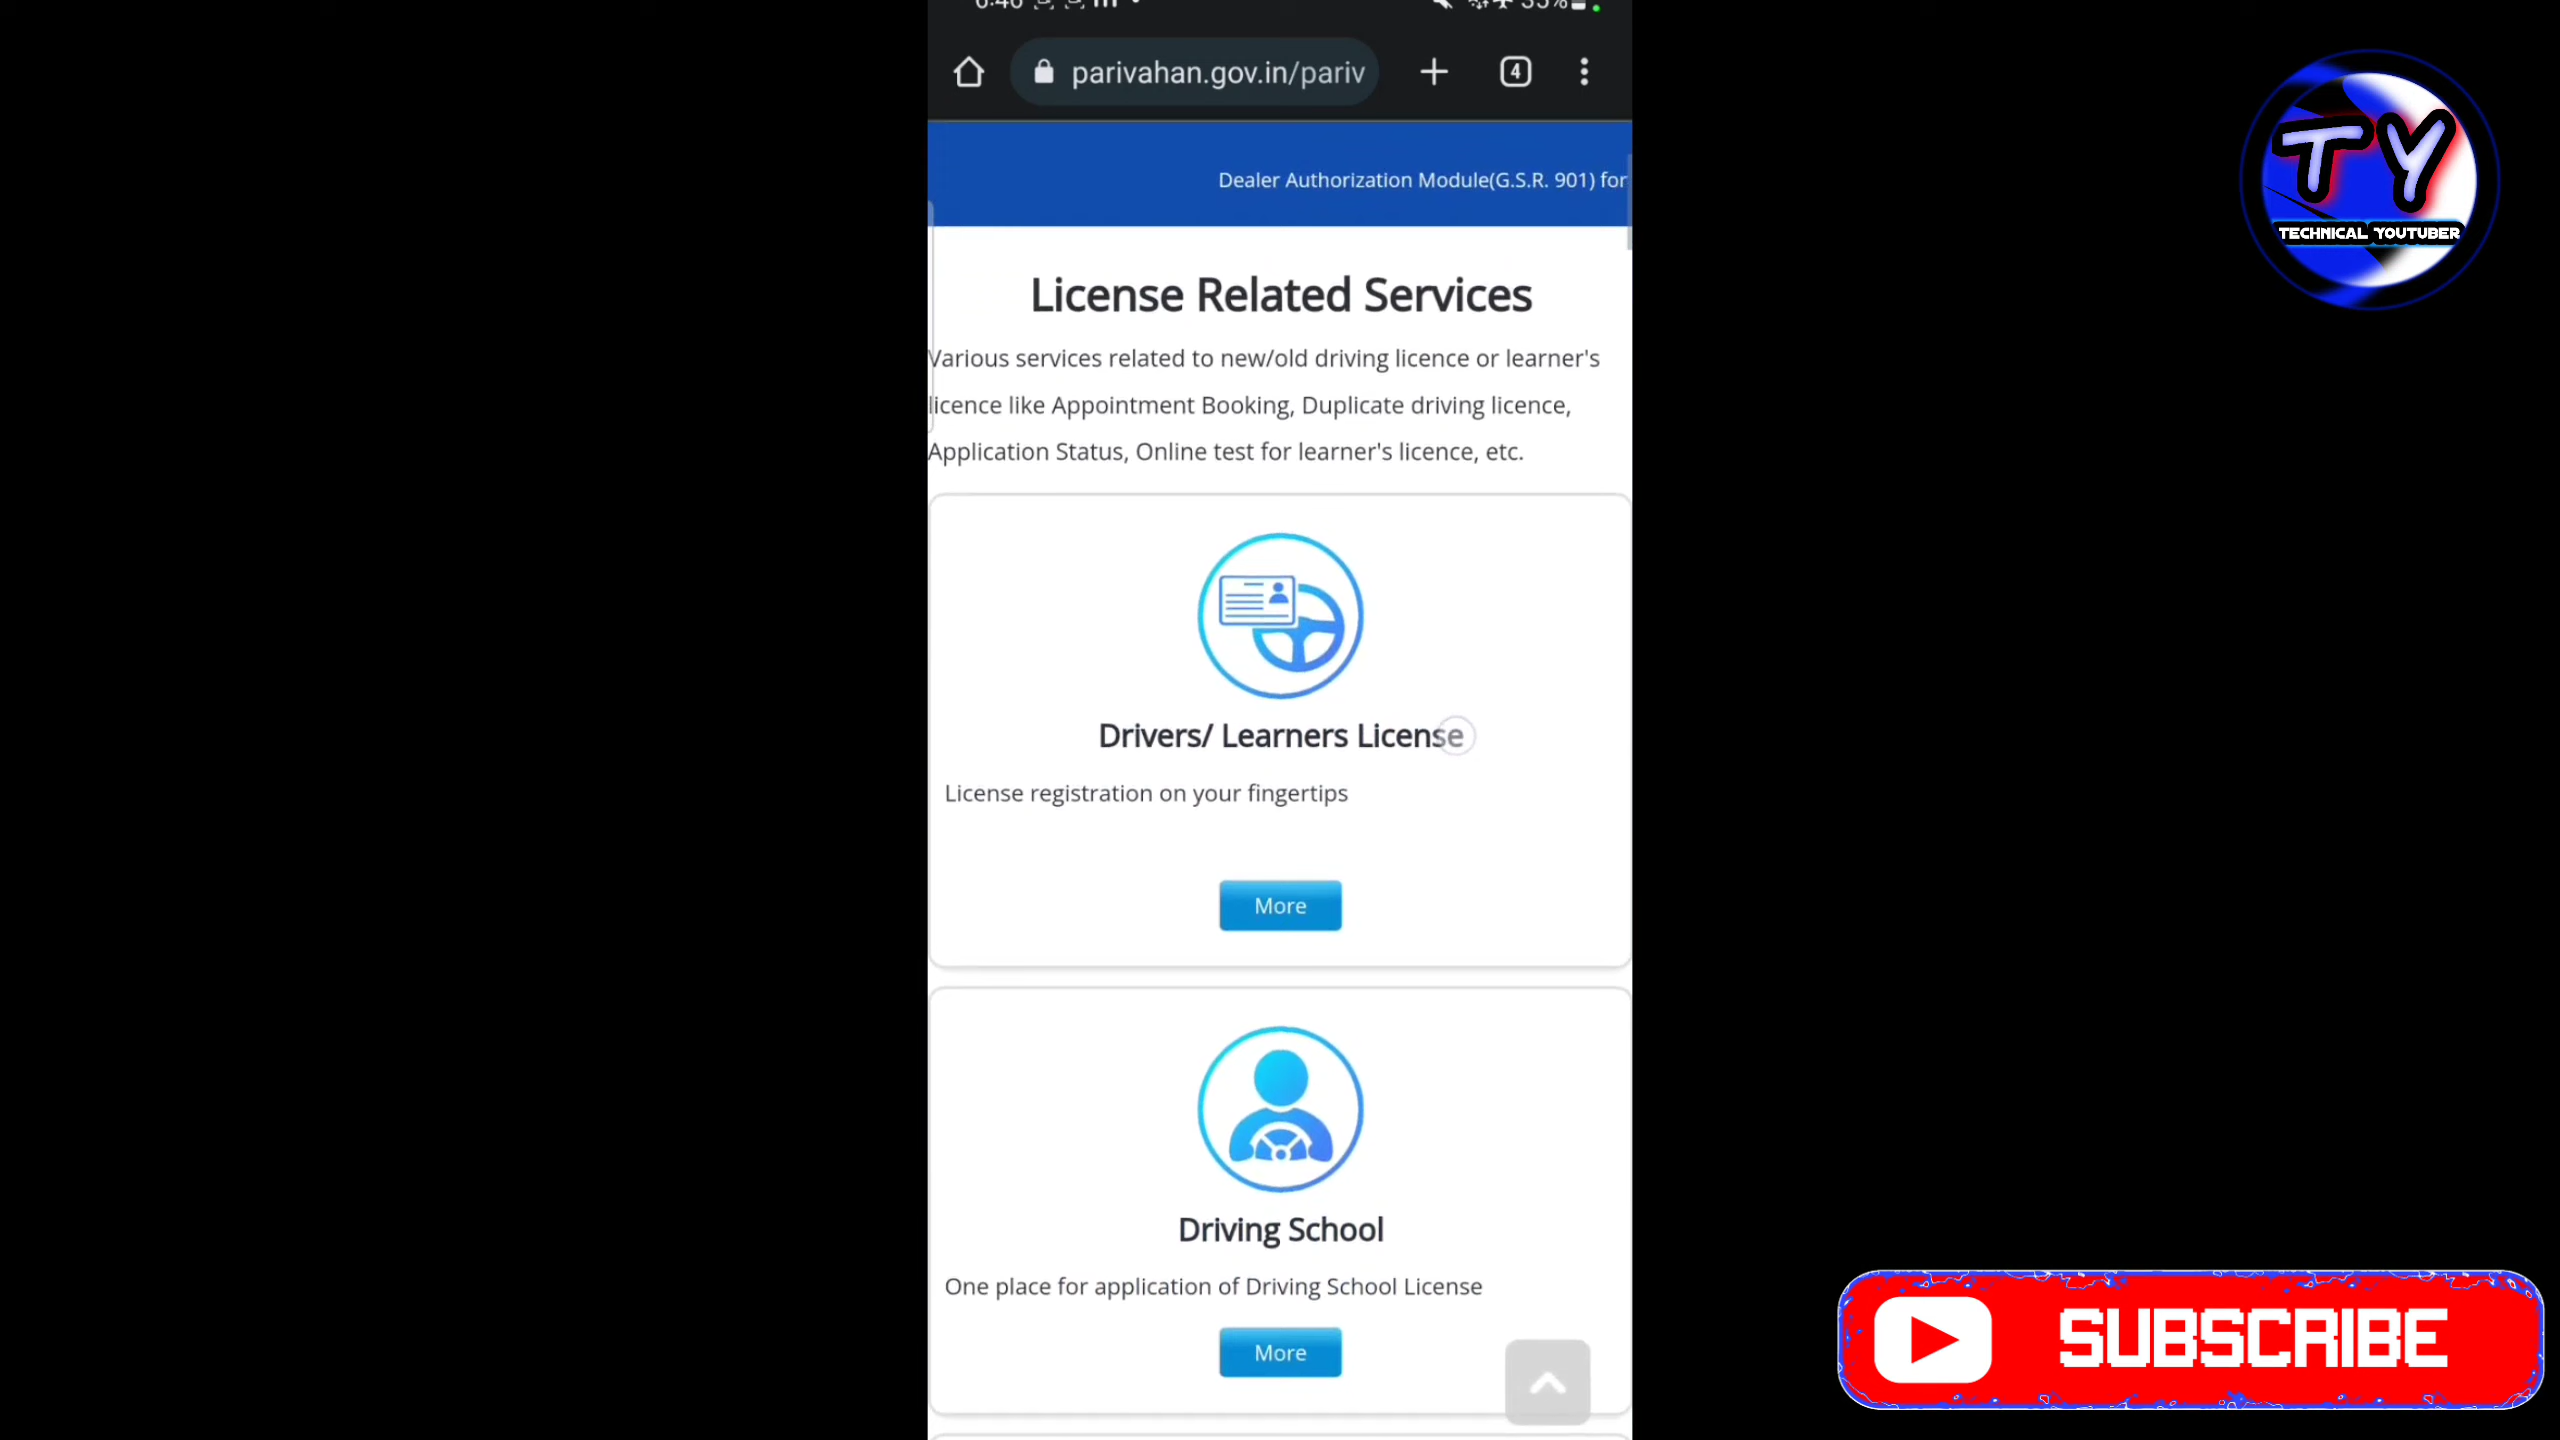 parivahan.gov.in/pariv
4
Dealer Authorization Module(G.S.R. 901) for
TY
TECHNICAL YOUTUBER
License Related Services
Various services related to new/old driving licence or learner's
licence like Appointment Booking, Duplicate driving licence,
Application Status, Online test for learner's licence, etc.
Drivers/ Learners License
License registration on your fingertips
More
Driving School
One place for application of Driving School License
More
SUBSCRIBE